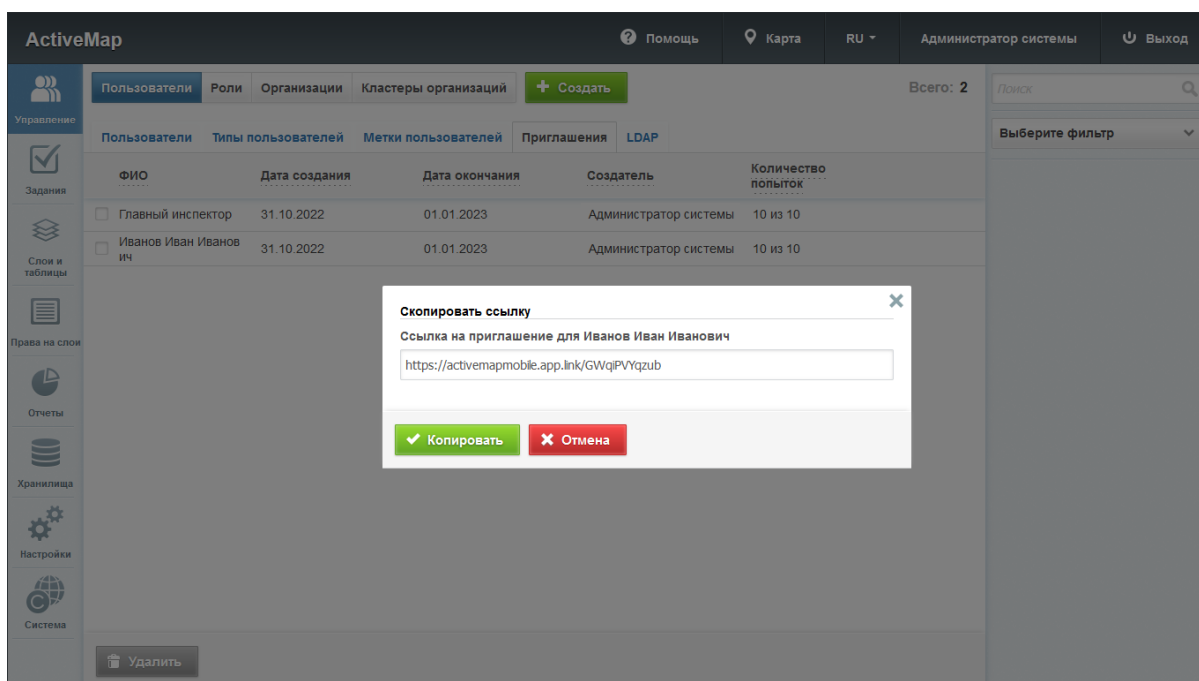 ActiveMap
Помощь
Карта
RU
Администратор системы
Выход
Управление
Задания
Слои и
таблицы
Права на слои
Отчеты
Хранилища
Настройки
Система
Пользователи Роли Организации Кластеры организаций Создать Всего: 2
Пользователи Типы пользователей Метки пользователей Приглашения LDAP
ФИО Дата создания Дата окончания Создатель Количество
попыток
Главный инспектор 31.10.2022 01.01.2023 Администратор системы 10 из 10
Иванов Иван Иванов
ич 31.10.2022 01.01.2023 Администратор системы 10 из 10
Скопировать ссылку
Ссылка на приглашение для Иванов Иван Иванович
https://activemapmobile.app.link/GWqiPVYqzub
Копировать Отмена
Удалить
Поиск
Выберите фильтр